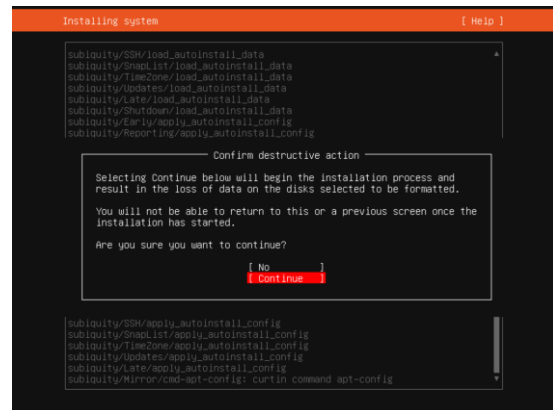 Installing system [ Help ]
subiquity/SSH/load_autoinstall_data
subiquity/SnapList/load_autoinstall_data
subiquity/TimeZone/load_autoinstall_data
subiquity/Updates/load_autoinstall_data
subiquity/Late/load_autoinstall_data
subiquity/Shutdown/load_autoinstall_data
subiquity/Early/apply_autoinstall_config
subiquity/Reporting/apply_autoinstall_config
Confirm destructive action
Selecting Continue below will begin the installation process and
result in the loss of data on the disks selected to be formatted.
You will not be able to return to this or a previous screen once the
installation has started.
Are you sure you want to continue?
[ No ]
[ Continue ]
subiquity/SSH/apply_autoinstall_config
subiquity/SnapList/apply_autoinstall_config
subiquity/TimeZone/apply_autoinstall_config
subiquity/Updates/apply_autoinstall_config
subiquity/Late/apply_autoinstall_config
subiquity/Mirror/cmd-apt-config: curtin command apt-config